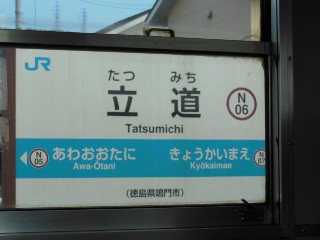 JR
たつ みち
立道
Tatsumichi
N
06
N
05
あわおおたに
Awa-Ōtani
きょうかいまえ
Kyōkaimae
N
07
(徳島県鳴門市)